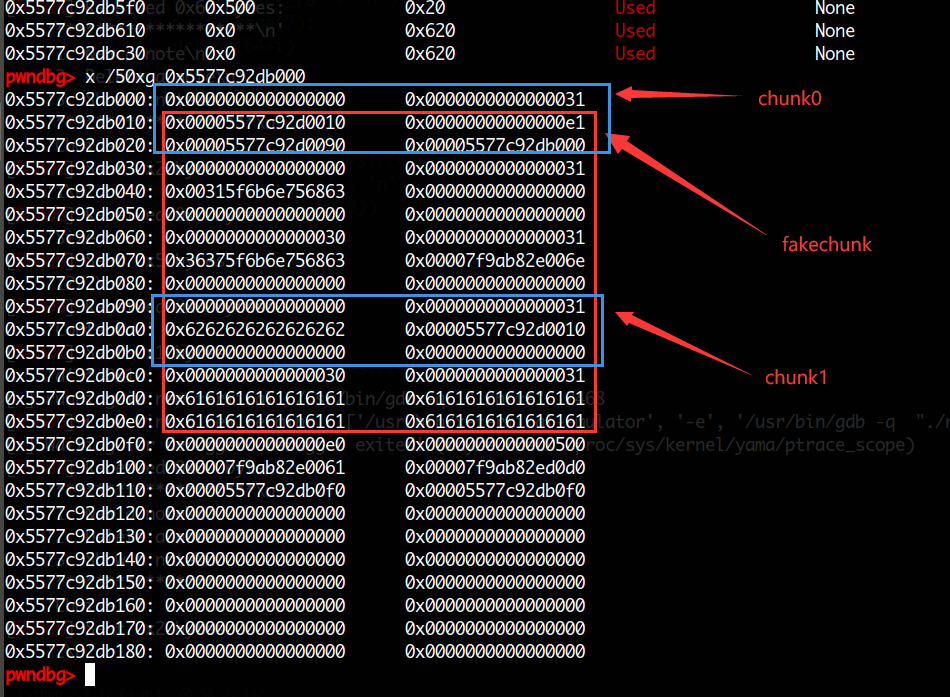 0x5577c92db5f0 0x500 0x20 Used None
0x5577c92db610 0x0 0x620 Used None
0x5577c92dbc30 0x0 0x620 Used None
pwndbg> x /50xg 0x5577c92db000
0x5577c92db000: 0x0000000000000000 0x0000000000000031 chunk0
0x5577c92db010: 0x00005577c92d0010 0x00000000000000e1
0x5577c92db020: 0x00005577c92d0090 0x00005577c92db000
0x5577c92db030: 0x0000000000000000 0x0000000000000031
0x5577c92db040: 0x00315f6b6e756863 0x0000000000000000
0x5577c92db050: 0x0000000000000000 0x0000000000000000
0x5577c92db060: 0x0000000000000030 0x0000000000000031 fakechunk
0x5577c92db070: 0x36375f6b6e756863 0x00007f9ab82e006e
0x5577c92db080: 0x0000000000000000 0x0000000000000000
0x5577c92db090: 0x0000000000000000 0x0000000000000031
0x5577c92db0a0: 0x6262626262626262 0x00005577c92d0010
0x5577c92db0b0: 0x0000000000000000 0x0000000000000000
0x5577c92db0c0: 0x0000000000000030 0x0000000000000031 chunk1
0x5577c92db0d0: 0x6161616161616161 0x6161616161616161
0x5577c92db0e0: 0x6161616161616161 0x6161616161616161
0x5577c92db0f0: 0x00000000000000e0 0x0000000000000500
0x5577c92db100: 0x00007f9ab82e0061 0x00007f9ab82ed0d0
0x5577c92db110: 0x00005577c92db0f0 0x00005577c92db0f0
0x5577c92db120: 0x0000000000000000 0x0000000000000000
0x5577c92db130: 0x0000000000000000 0x0000000000000000
0x5577c92db140: 0x0000000000000000 0x0000000000000000
0x5577c92db150: 0x0000000000000000 0x0000000000000000
0x5577c92db160: 0x0000000000000000 0x0000000000000000
0x5577c92db170: 0x0000000000000000 0x0000000000000000
0x5577c92db180: 0x0000000000000000 0x0000000000000000
pwndbg>